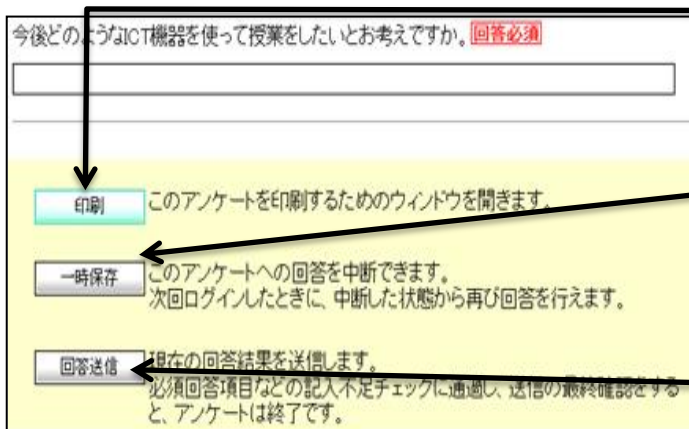 今後どのようなICT機器を使って授業をしたいとお考えですか。回答必須
印刷
このアンケートを印刷するためのウィンドウを開きます。
一時保存
このアンケートへの回答を中断できます。
次回ログインしたときに、中断した状態から再び回答を行えます。
回答送信
現在の回答結果を送信します。
必須回答項目などの記入不足チェックに通過し、送信の最終確認をする
と、アンケートは終了です。